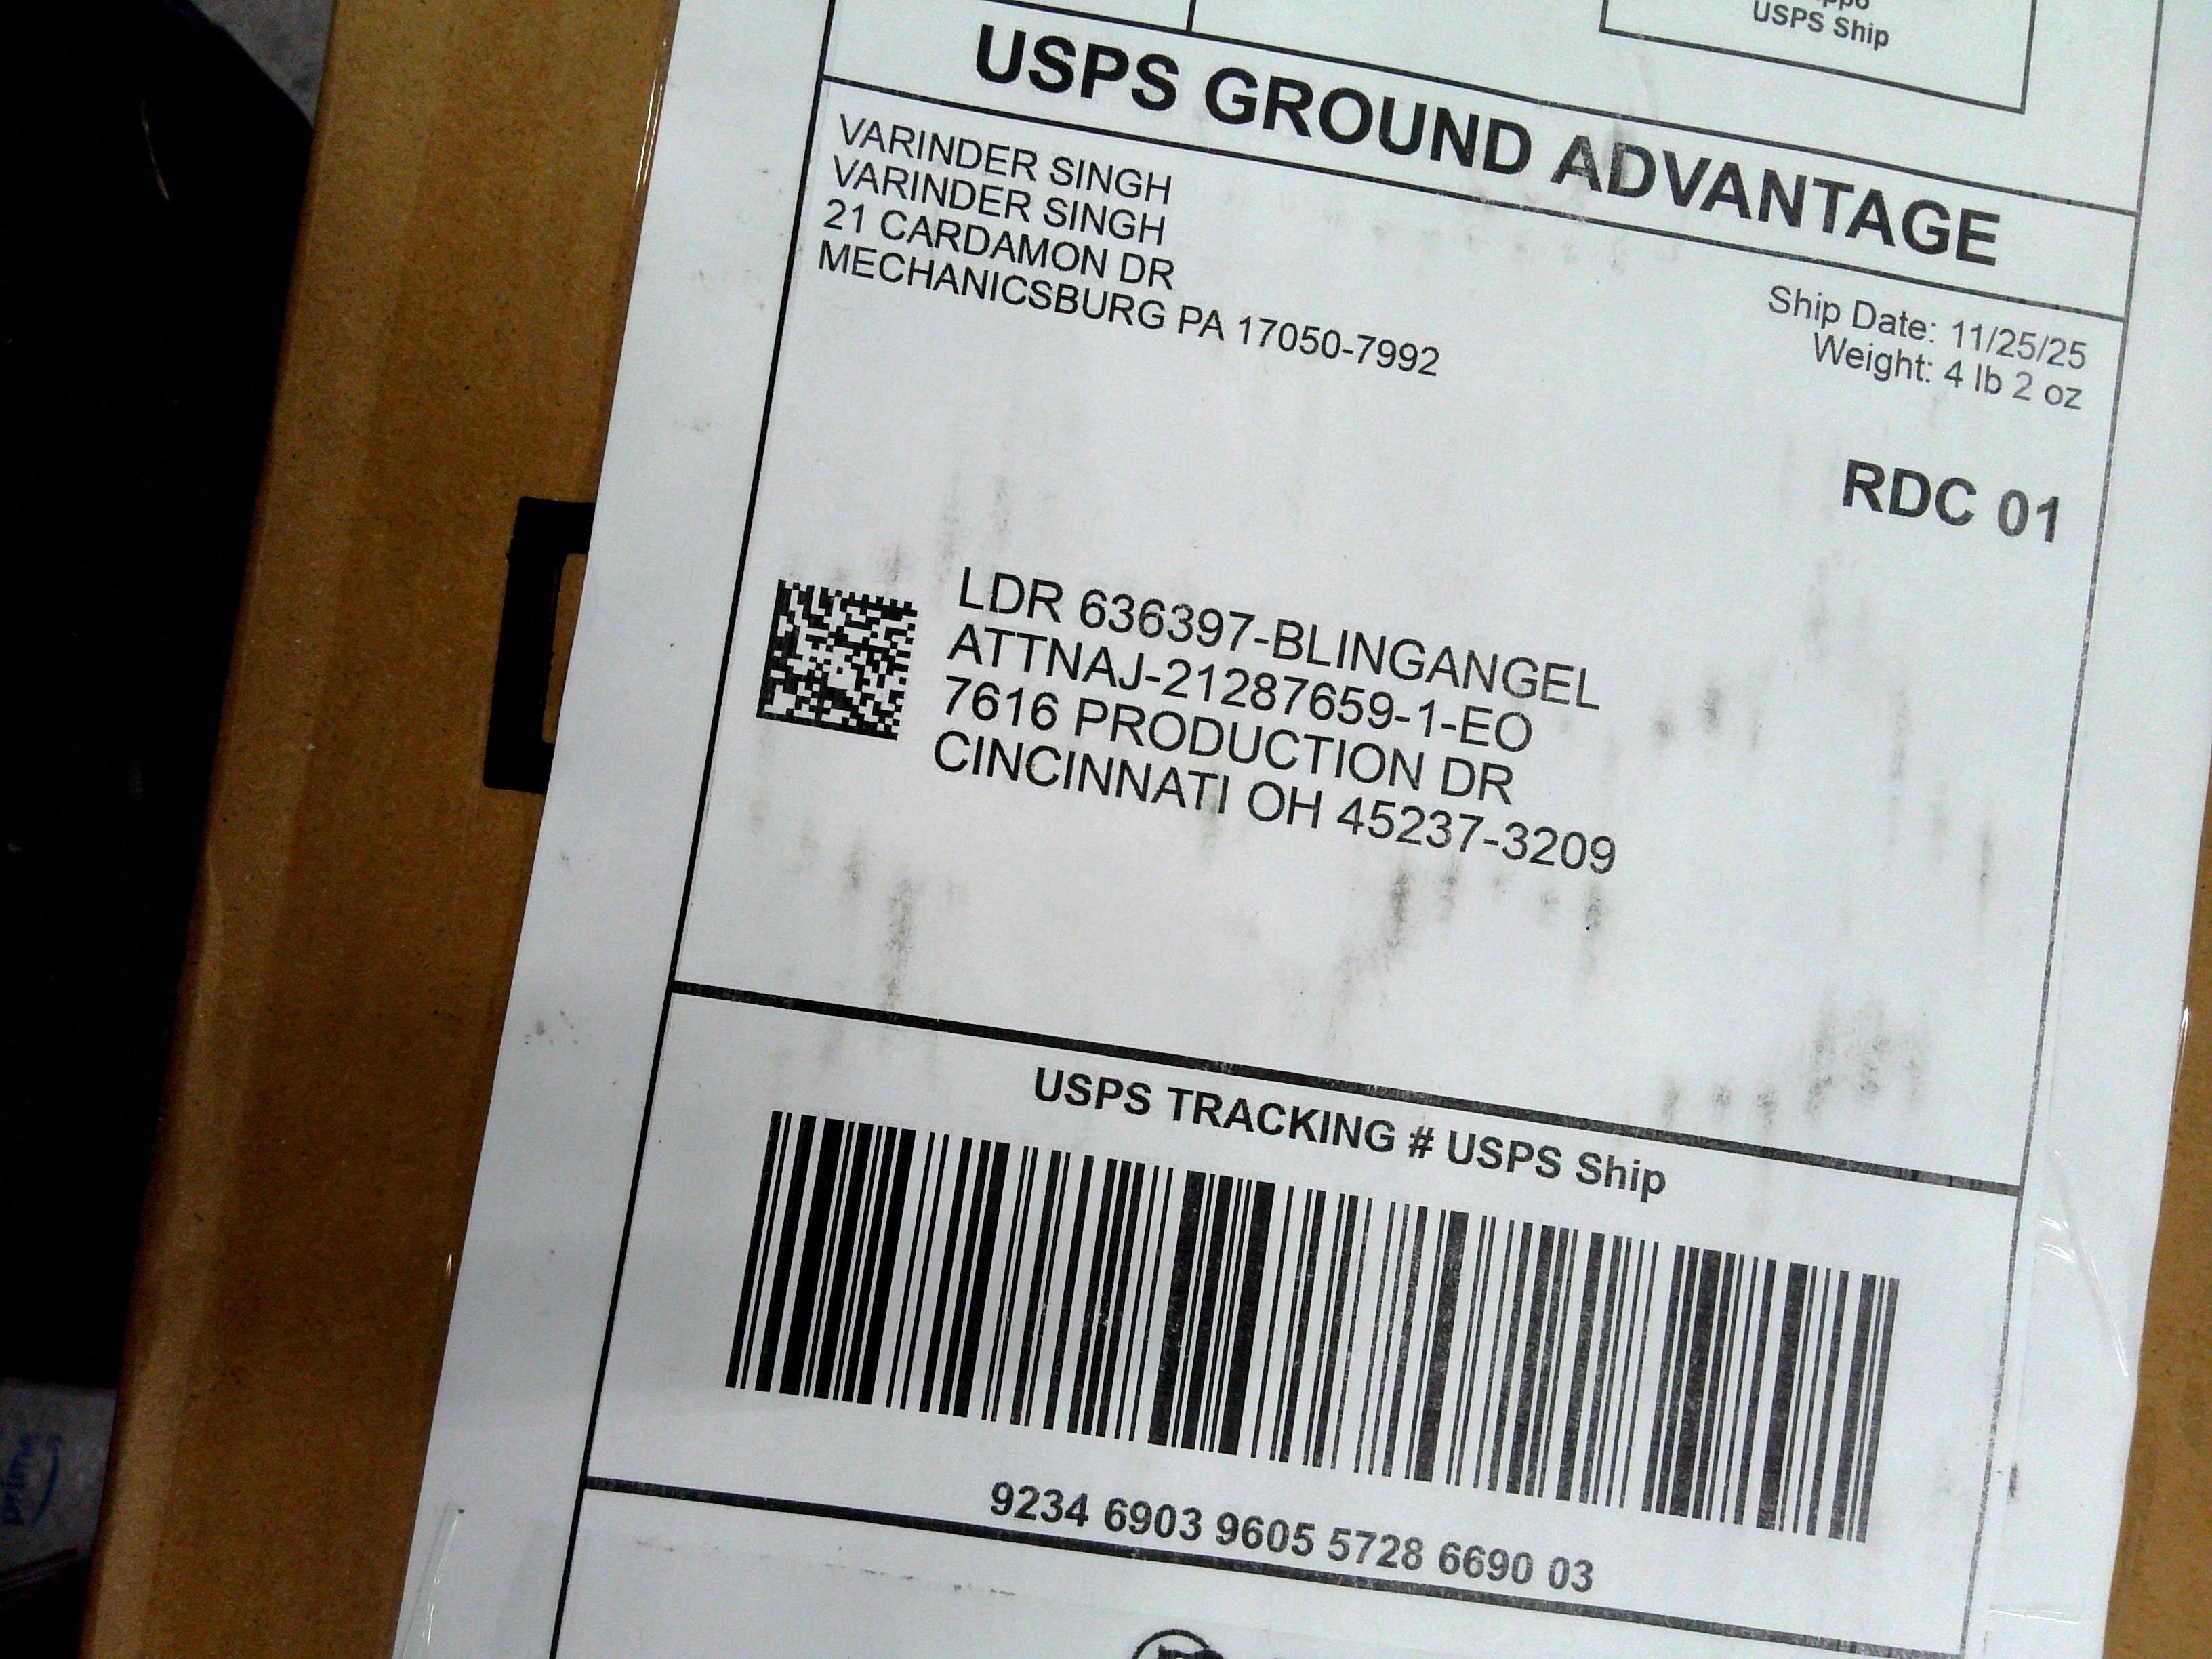 USPS Ship
USPS GROUND ADVANTAGE
VARINDER SINGH
VARINDER SINGH
21 CARDAMON DR
MECHANICSBURG PA 17050-7992
Ship Date: 11/25/25
Weight: 4 lb 2 oz
RDC 01
LDR 636397-BLINGANGEL
ATTNAJ-21287659-1-EO
7616 PRODUCTION DR
CINCINNATI OH 45237-3209
USPS TRACKING # USPS Ship
9234 6903 9605 5728 6690 03
prime